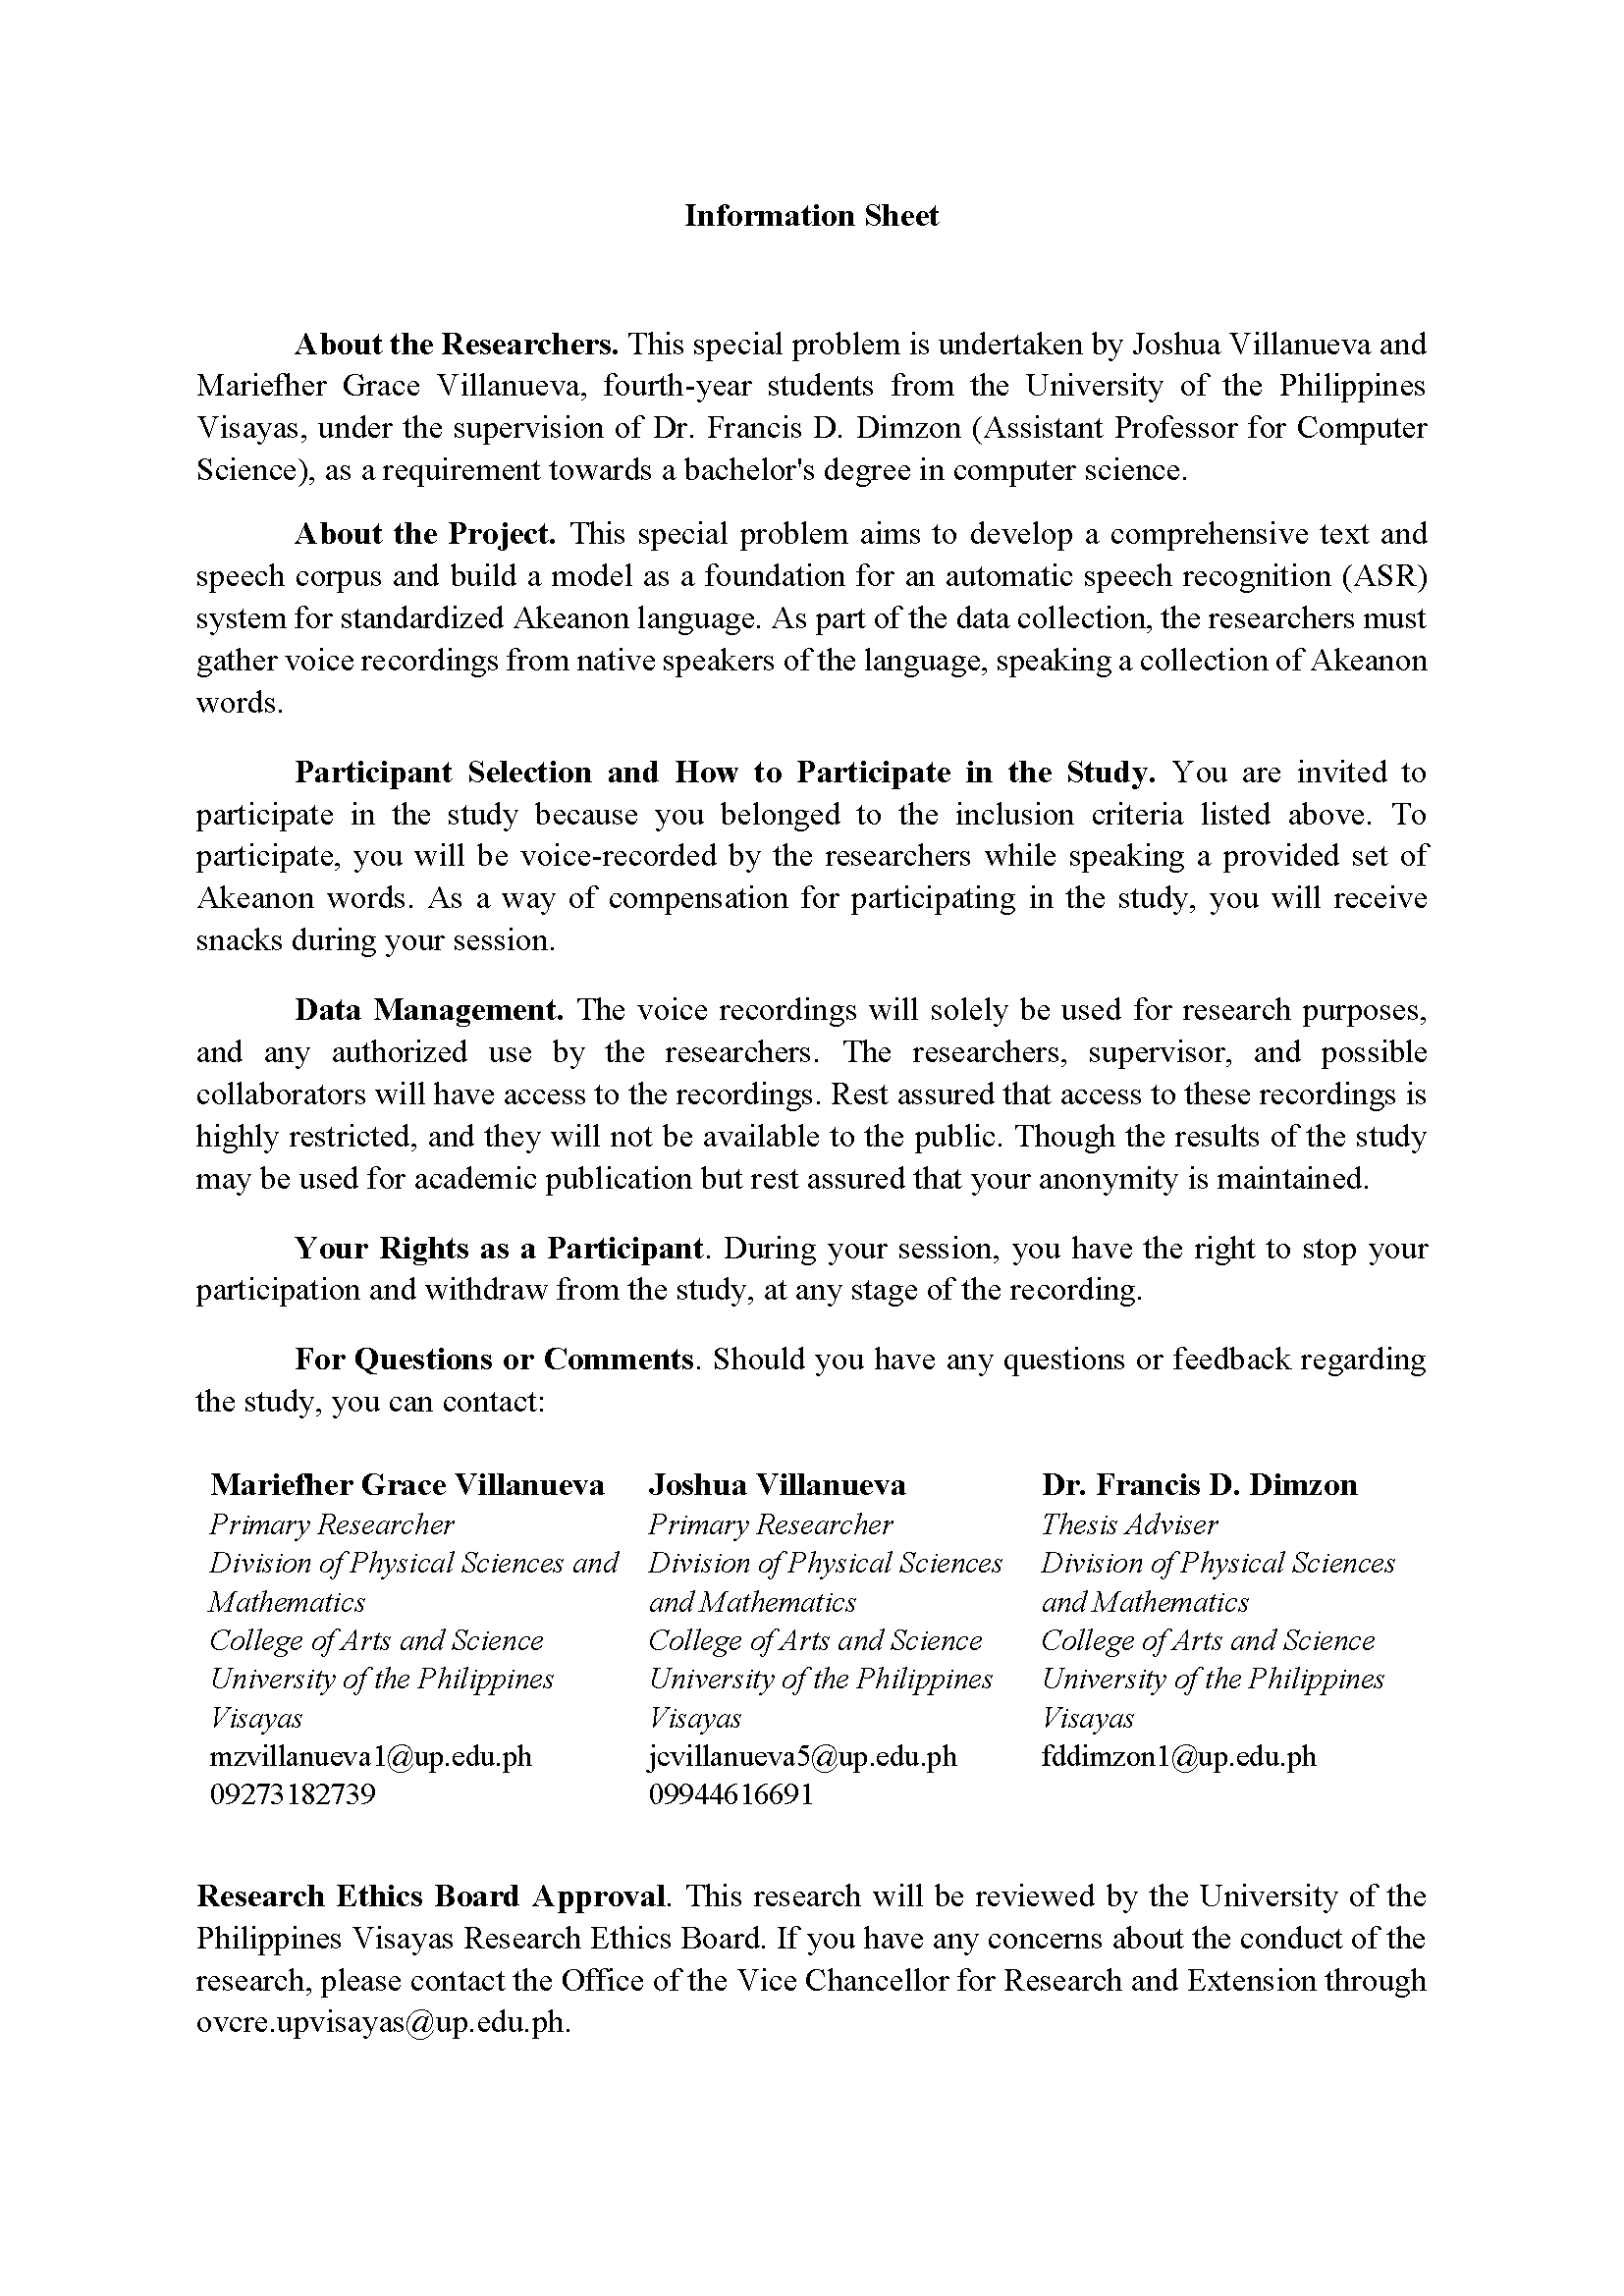 Information Sheet
About the Researchers. This special problem is undertaken by Joshua Villanueva and
Mariefher Grace Villanueva, fourth-year students from the University of the Philippines
Visayas, under the supervision of Dr. Francis D. Dimzon (Assistant Professor for Computer
Science), as a requirement towards a bachelor's degree in computer science.
About the Project. This special problem aims to develop a comprehensive text and
speech corpus and build a model as a foundation for an automatic speech recognition (ASR)
system for standardized Akeanon language. As part of the data collection, the researchers must
gather voice recordings from native speakers of the language, speaking a collection of Akeanon
words.
Participant Selection and How to Participate in the Study. You are invited to
participate in the study because you belonged to the inclusion criteria listed above. To
participate, you will be voice-recorded by the researchers while speaking a provided set of
Akeanon words. As a way of compensation for participating in the study, you will receive
snacks during your session.
Data Management. The voice recordings will solely be used for research purposes,
and any authorized use by the researchers. The researchers, supervisor, and possible
collaborators will have access to the recordings. Rest assured that access to these recordings is
highly restricted, and they will not be available to the public. Though the results of the study
may be used for academic publication but rest assured that your anonymity is maintained.
Your Rights as a Participant. During your session, you have the right to stop your
participation and withdraw from the study, at any stage of the recording.
For Questions or Comments. Should you have any questions or feedback regarding
the study, you can contact:
Mariefher Grace Villanueva
Primary Researcher
Division of Physical Sciences and
Mathematics
College of Arts and Science
University of the Philippines
Visayas
mzvillanueva1@up.edu.ph
09273182739
Joshua Villanueva
Primary Researcher
Division of Physical Sciences
and Mathematics
College of Arts and Science
University of the Philippines
Visayas
jcvillanueva5@up.edu.ph
09944616691
Dr. Francis D. Dimzon
Thesis Adviser
Division of Physical Sciences
and Mathematics
College of Arts and Science
University of the Philippines
Visayas
fddimzon1@up.edu.ph
Research Ethics Board Approval. This research will be reviewed by the University of the
Philippines Visayas Research Ethics Board. If you have any concerns about the conduct of the
research, please contact the Office of the Vice Chancellor for Research and Extension through
ovcre.upvisayas@up.edu.ph.